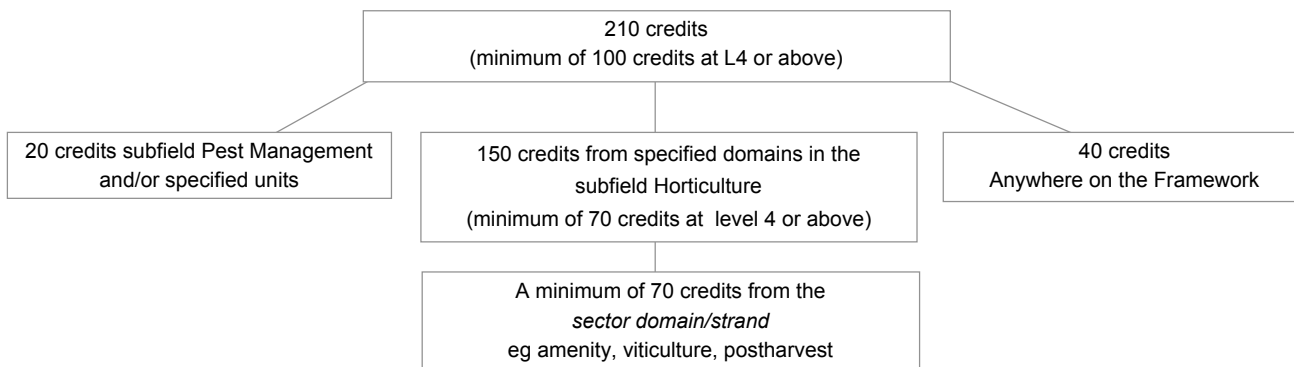 210 credits
(minimum of 100 credits at L4 or above)
20 credits subfield Pest Management
and/or specified units
150 credits from specified domains in the
subfield Horticulture
(minimum of 70 credits at level 4 or above)
40 credits
Anywhere on the Framework
A minimum of 70 credits from the
sector domain/strand
eg amenity, viticulture, postharvest